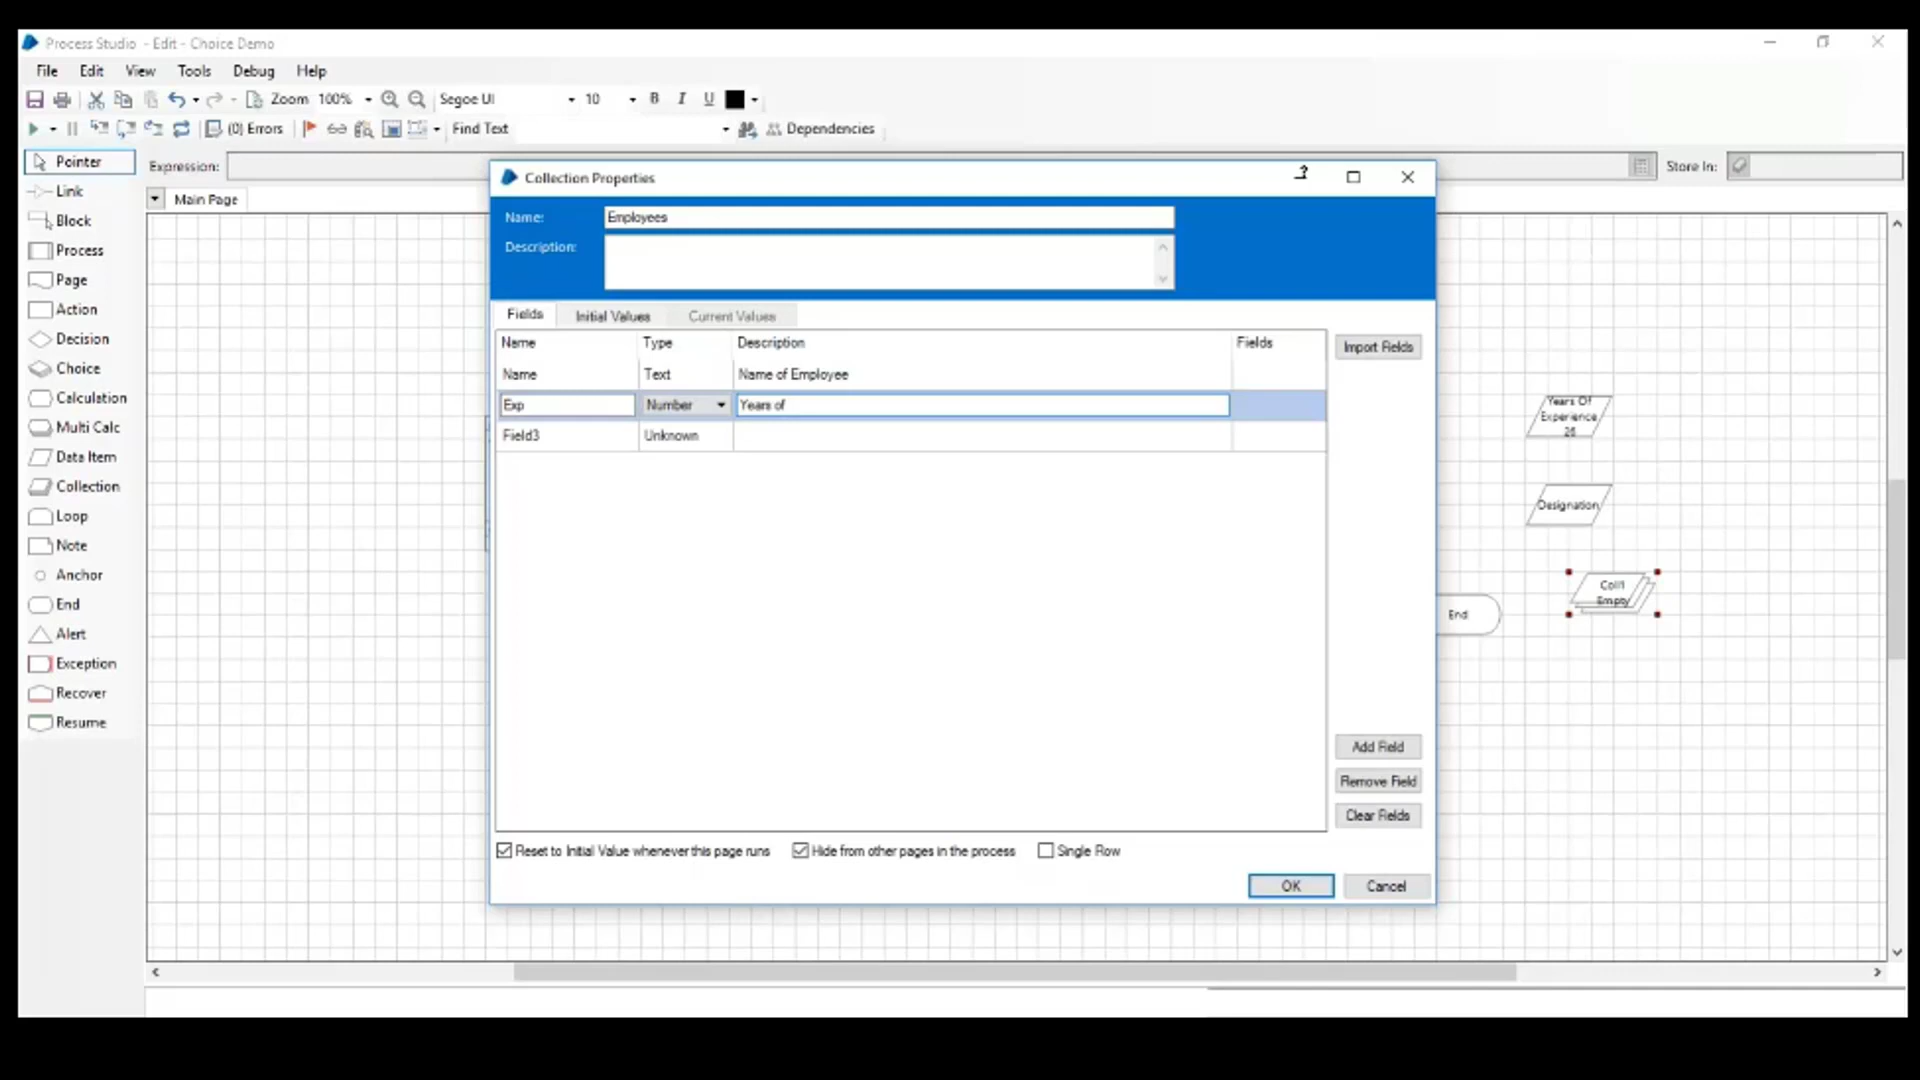 Process Studio - Edit - Choice Demo
File Edit View Tools Debug Help
Zoom 100% Segoe UI 10 B I U
(0) Errors Find Text Dependencies
Pointer
Link
Block
Process
Page
Action
Decision
Choice
Calculation
Multi Calc
Data Item
Collection
Loop
Note
Anchor
End
Alert
Exception
Recover
Resume
Expression:
Store In:
Main Page
Collection Properties
Name: Employees
Description:
Fields Initial Values Current Values
Name Type Description Fields
Name Text Name of Employee
Exp Number Years of
Field3 Unknown
Import Fields
Add Field
Remove Field
Clear Fields
Reset to Initial Value whenever this page runs Hide from other pages in the process Single Row
OK Cancel
Years Of
Experience
26
Designation
Coll1
Empty
End